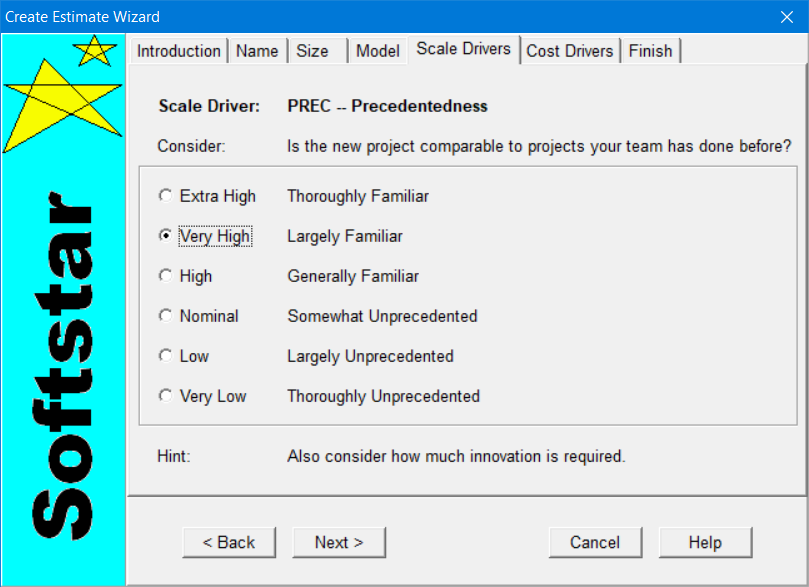 Create Estimate Wizard
Introduction Name Size Model Scale Drivers Cost Drivers Finish
Softstar
Scale Driver: PREC -- Precedentedness
Consider: Is the new project comparable to projects your team has done before?
Extra High Thoroughly Familiar
Very High Largely Familiar
High Generally Familiar
Nominal Somewhat Unprecedented
Low Largely Unprecedented
Very Low Thoroughly Unprecedented
Hint: Also consider how much innovation is required.
< Back Next > Cancel Help